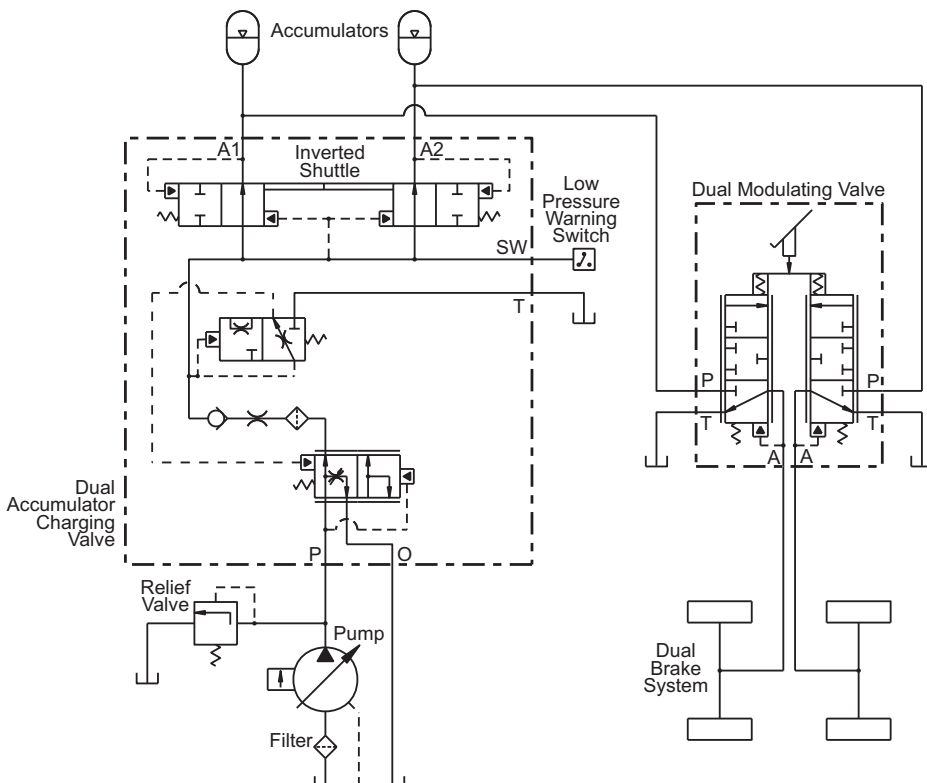 Accumulators
A1
Inverted
Shuttle
A2
Low
Pressure
Warning
Switch
SW
T
Dual Modulating Valve
P
P
T
T
A
A
Dual
Accumulator
Charging
Valve
P
O
Relief
Valve
Pump
Filter
Dual
Brake
System